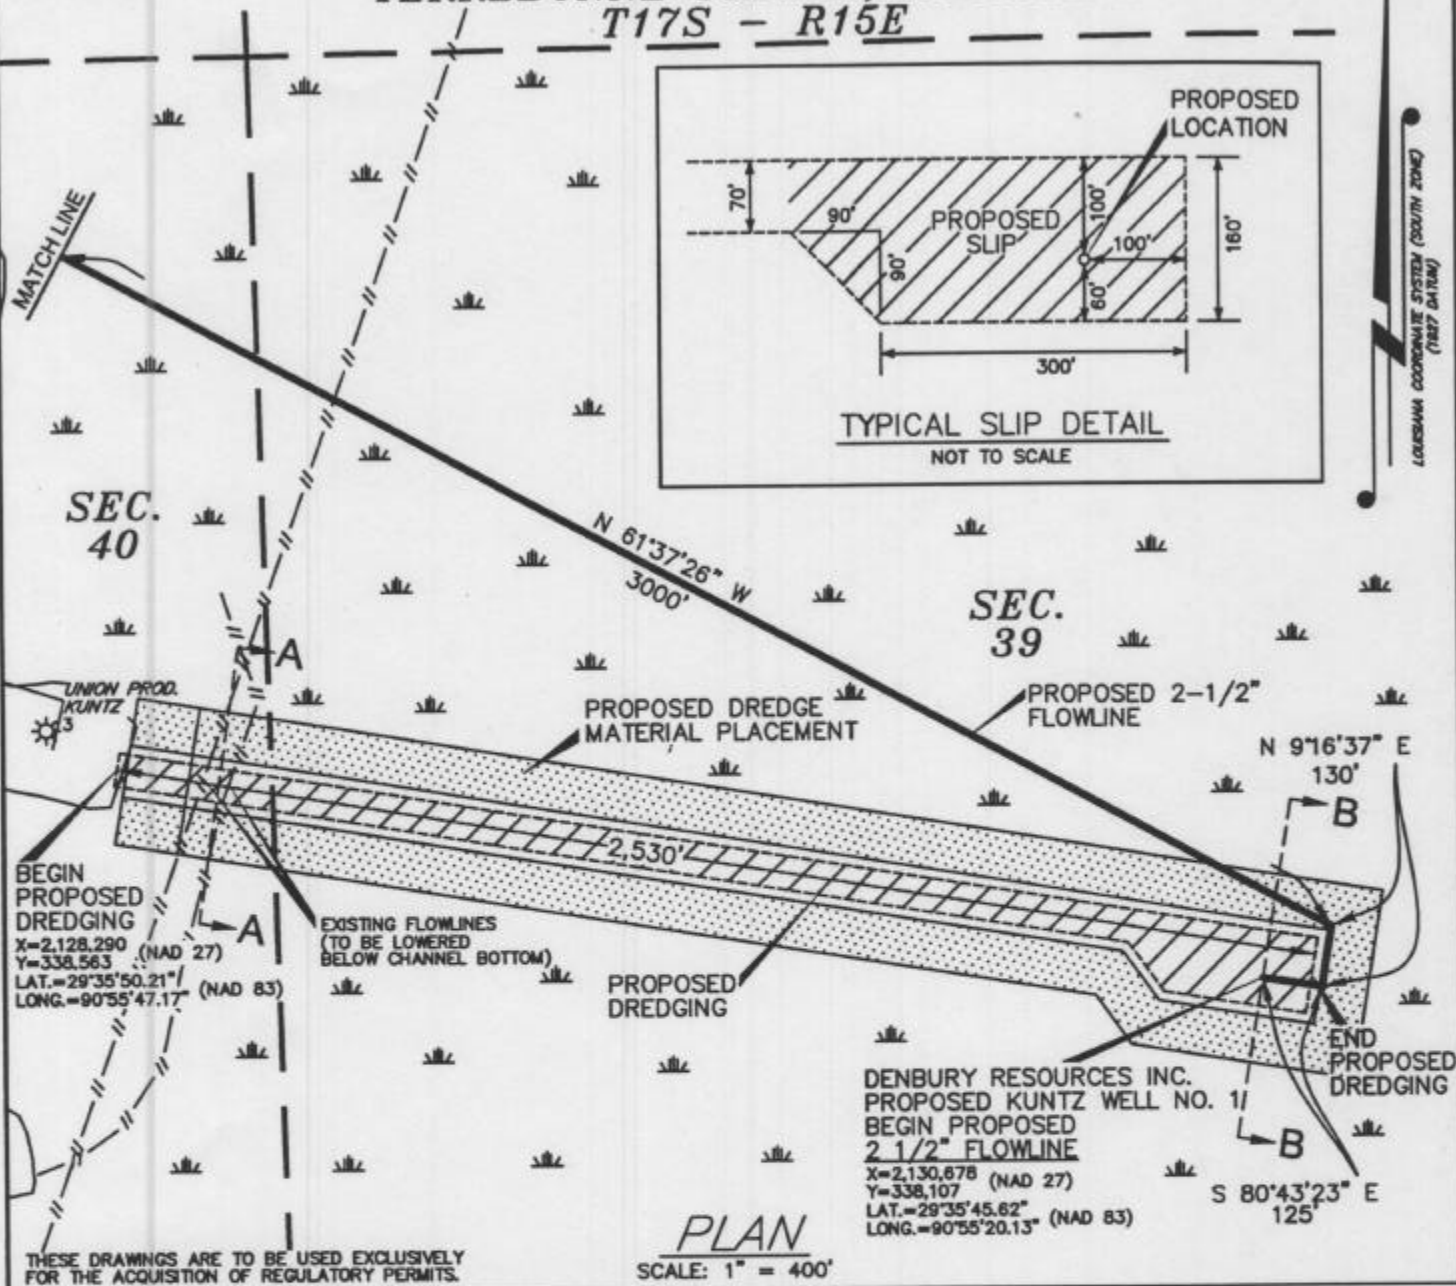 T17S - R15E
PROPOSED
LOCATION
70'
90'
PROPOSED
SLIP
100'
100'
90'
60'
160'
300'
TYPICAL SLIP DETAIL
NOT TO SCALE
LOUISIANA COORDINATE SYSTEM (SOUTH ZONE)
(1927 DATUM)
MATCH LINE
SEC.
40
N 61°37'26" W
3000'
SEC.
39
A
UNION PROD.
KUNTZ
3
PROPOSED DREDGE
MATERIAL PLACEMENT
PROPOSED 2-1/2"
FLOWLINE
N 9°16'37" E
130'
B
2,530'
BEGIN
PROPOSED
DREDGING
X=2,128,290 (NAD 27)
Y=338,563
LAT.=29°35'50.21"
LONG.=90°55'47.17" (NAD 83)
A
EXISTING FLOWLINES
(TO BE LOWERED
BELOW CHANNEL BOTTOM)
PROPOSED
DREDGING
END
PROPOSED
DREDGING
DENBURY RESOURCES INC.
PROPOSED KUNTZ WELL NO. 1
BEGIN PROPOSED
2 1/2" FLOWLINE
X=2,130,678 (NAD 27)
Y=338,107
LAT.=29°35'45.62"
LONG.=90°55'20.13" (NAD 83)
B
S 80°43'23" E
125'
PLAN
SCALE: 1" = 400'
THESE DRAWINGS ARE TO BE USED EXCLUSIVELY
FOR THE ACQUISITION OF REGULATORY PERMITS.